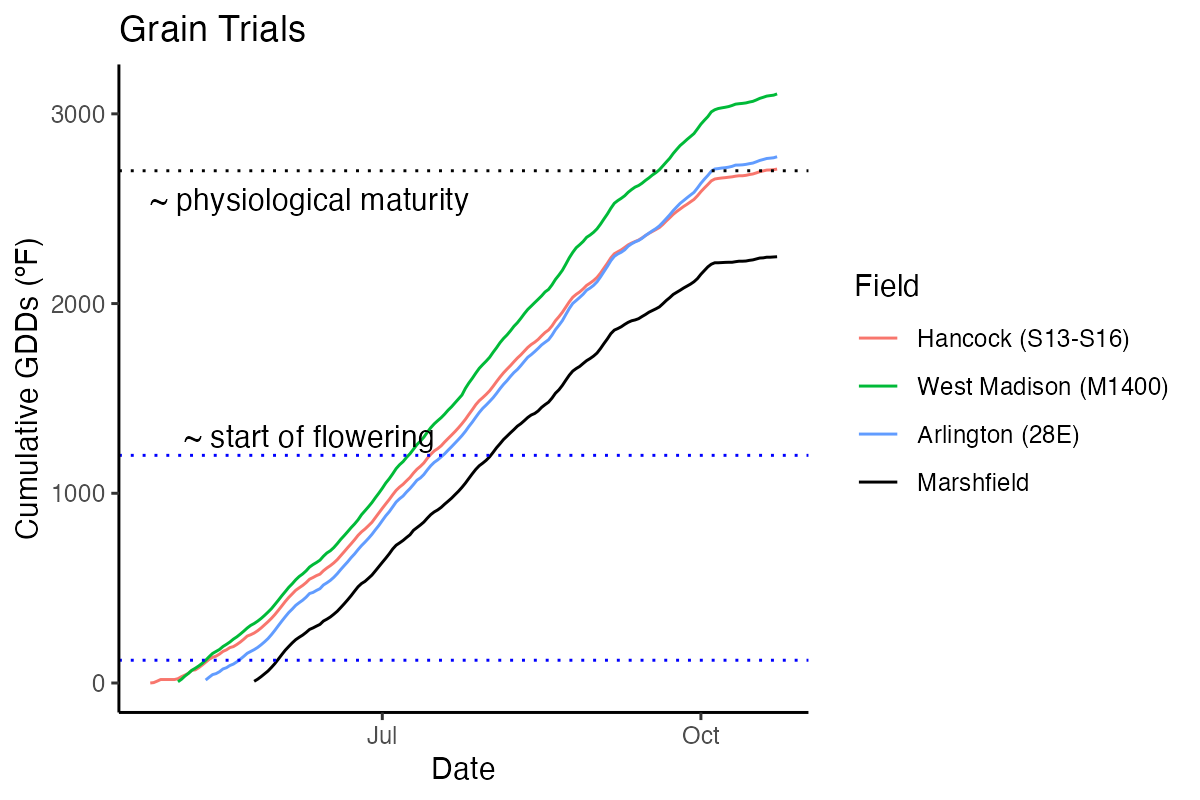 Grain Trials
3000
~ physiological maturity
2000
~ start of flowering
1000
0
Cumulative GDDs (°F)
Jul
Oct
Date
Field
Hancock (S13-S16)
West Madison (M1400)
Arlington (28E)
Marshfield